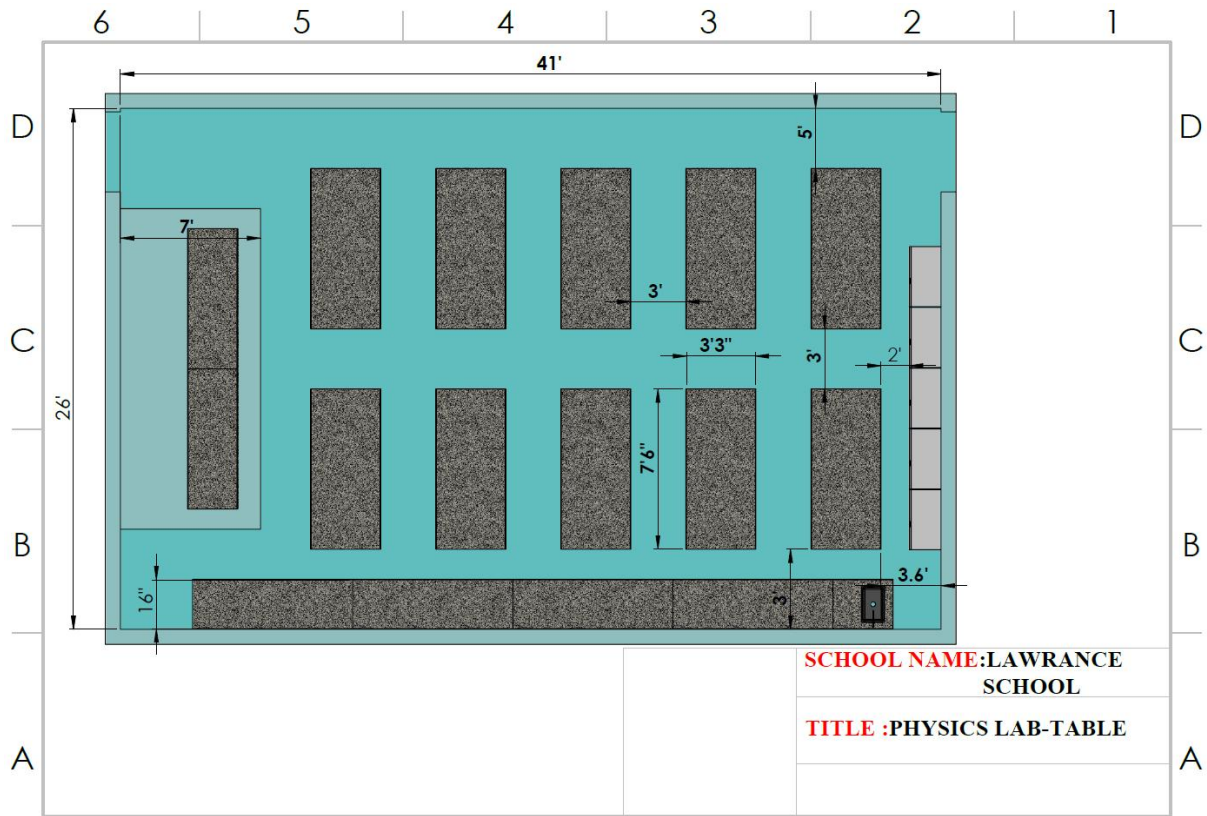 6 5 4 3 2 1
41'
D D
5'
7'
3'
C C
3'3"
3'
2'
26'
7'6"
B B
3.6'
16"
3'
SCHOOL NAME:LAWRANCE
SCHOOL
TITLE :PHYSICS LAB-TABLE
A A